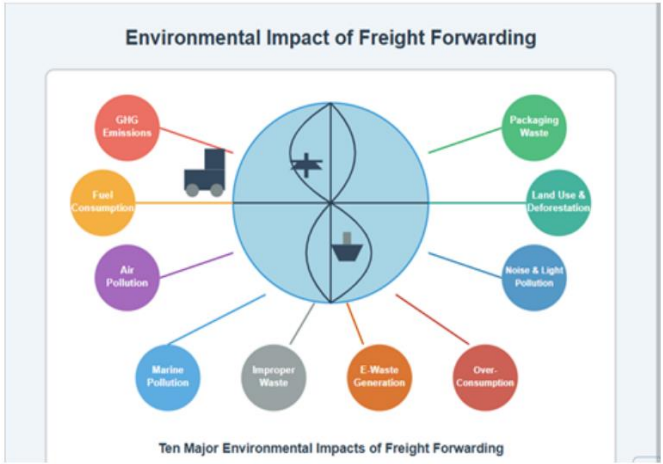 Environmental Impact of Freight Forwarding
GHG
Emissions
Packaging
Waste
Fuel
Consumption
Land Use &
Deforestation
Air
Pollution
Noise & Light
Pollution
Marine
Pollution
Improper
Waste
E-Waste
Generation
Over-
Consumption
Ten Major Environmental Impacts of Freight Forwarding